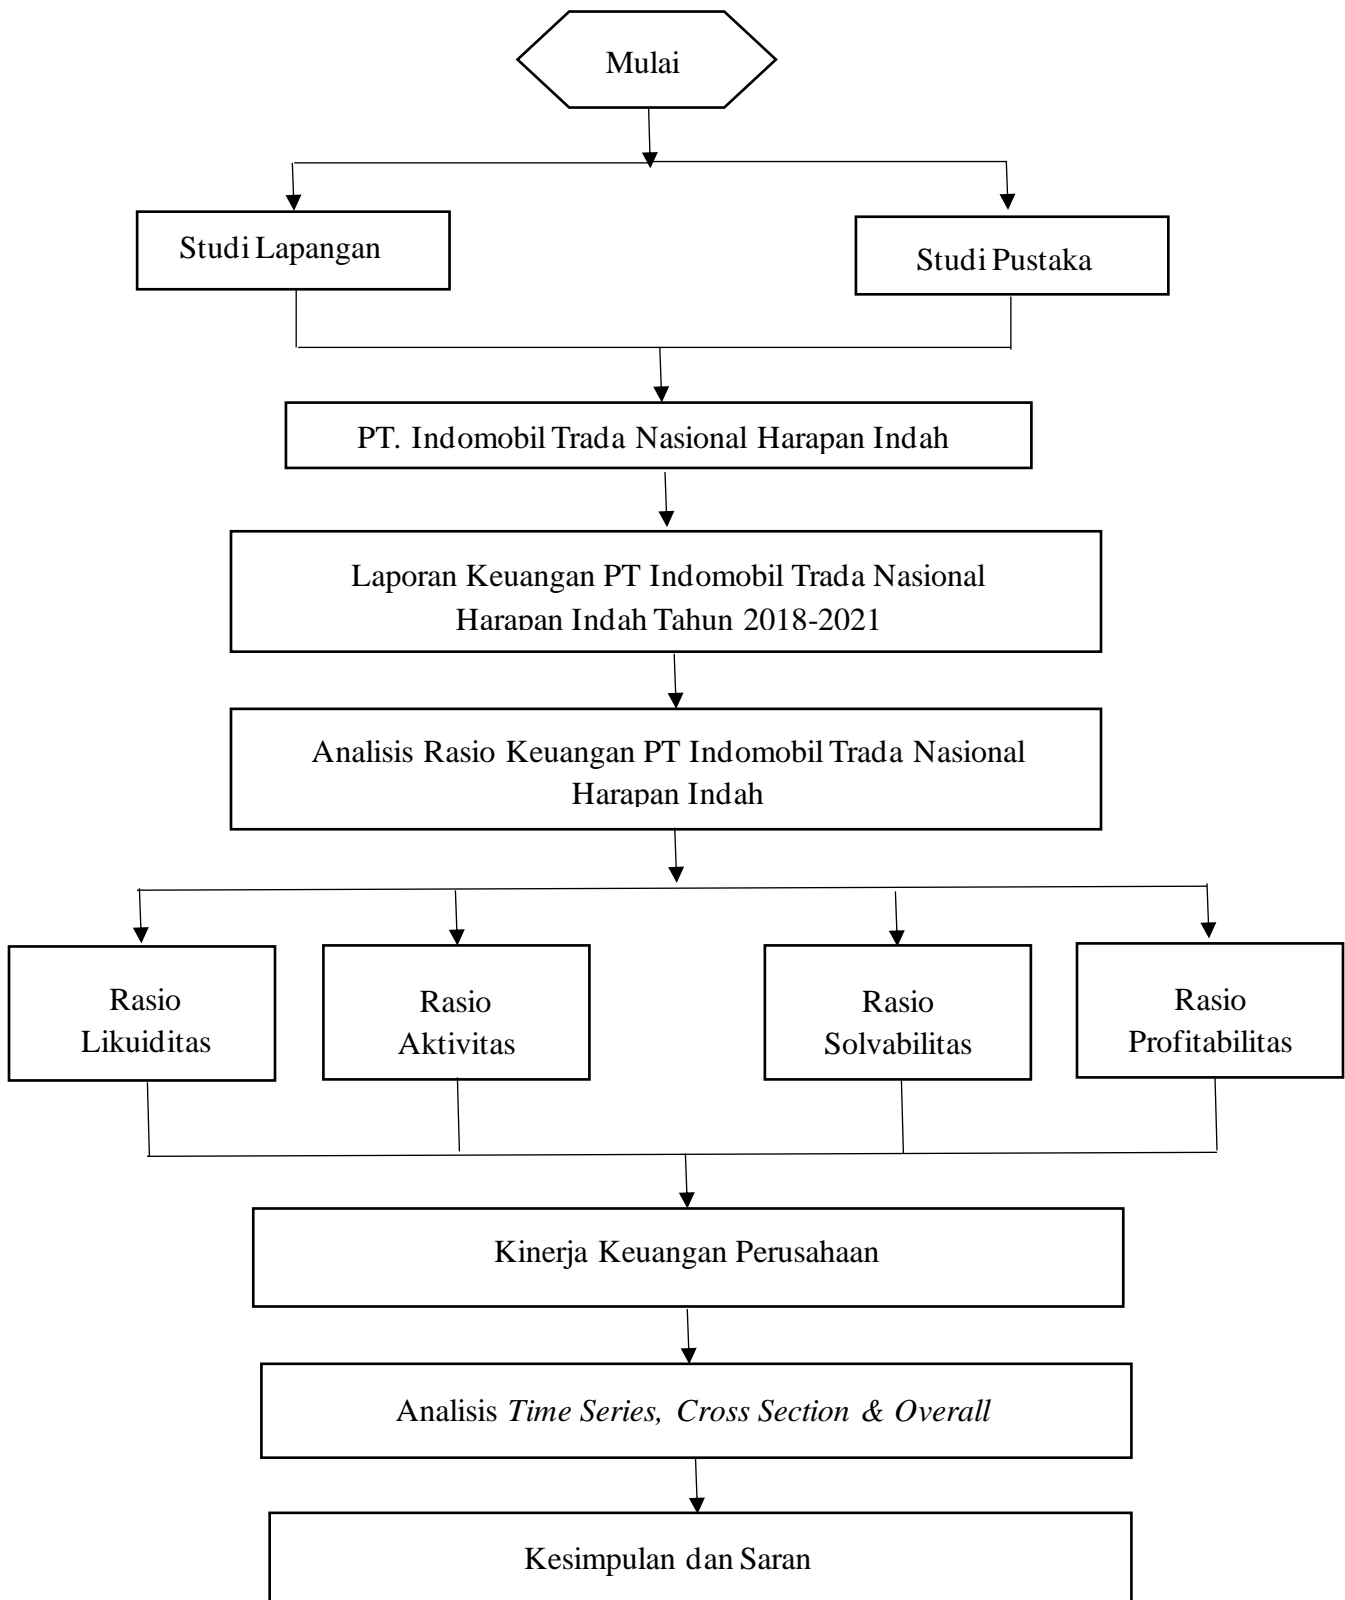 Mulai
Studi Lapangan
Studi Pustaka
PT. Indomobil Trada Nasional Harapan Indah
Laporan Keuangan PT Indomobil Trada Nasional
Harapan Indah Tahun 2018-2021
Analisis Rasio Keuangan PT Indomobil Trada Nasional
Harapan Indah
Rasio
Likuiditas
Rasio
Aktivitas
Rasio
Solvabilitas
Rasio
Profitabilitas
Kinerja Keuangan Perusahaan
Analisis Time Series, Cross Section & Overall
Kesimpulan dan Saran